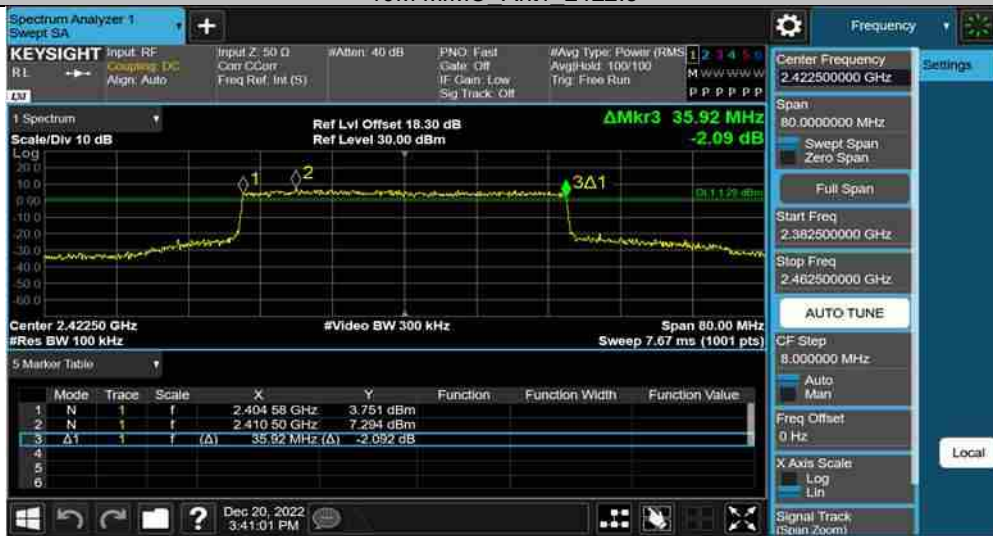 Spectrum Analyzer 1
Swept SA
+
Frequency
KEYSIGHT Input: RF Input Z: 50 Ω #Atten: 40 dB PNO: Fast #Avg Type: Power (RMS 1 2 3 4 5 6
RL Coupling: DC Corr CCorr Gate: Off Avg|Hold: 100/100 M W W W W W
Align: Auto Freq Ref: Int (S) IF Gain: Low Trig: Free Run P P P P P P
Sig Track: Off
LXI
1 Spectrum
Scale/Div 10 dB
Log
Ref Lvl Offset 18.30 dB
Ref Level 30.00 dBm
ΔMkr3 35.92 MHz
-2.09 dB
20.0
10.0
0.00
-10.0
-20.0
-30.0
-40.0
-50.0
-60.0
1
2
3Δ1
Center 2.42250 GHz
#Res BW 100 kHz
#Video BW 300 kHz
Span 80.00 MHz
Sweep 7.67 ms (1001 pts)
5 Marker Table
Mode Trace Scale X Y Function Function Width Function Value
1 N 1 f 2.404 58 GHz 3.751 dBm
2 N 1 f 2.410 50 GHz 7.294 dBm
3 Δ1 1 f (Δ) 35.92 MHz (Δ) -2.092 dB
4
5
6
?
Dec 20, 2022
3:41:01 PM
Center Frequency
2.422500000 GHz
Span
80.0000000 MHz
Swept Span
Zero Span
Full Span
Start Freq
2.382500000 GHz
Stop Freq
2.462500000 GHz
AUTO TUNE
CF Step
8.000000 MHz
Auto
Man
Freq Offset
0 Hz
X Axis Scale
Log
Lin
Signal Track
(Span Zoom)
Settings
Local